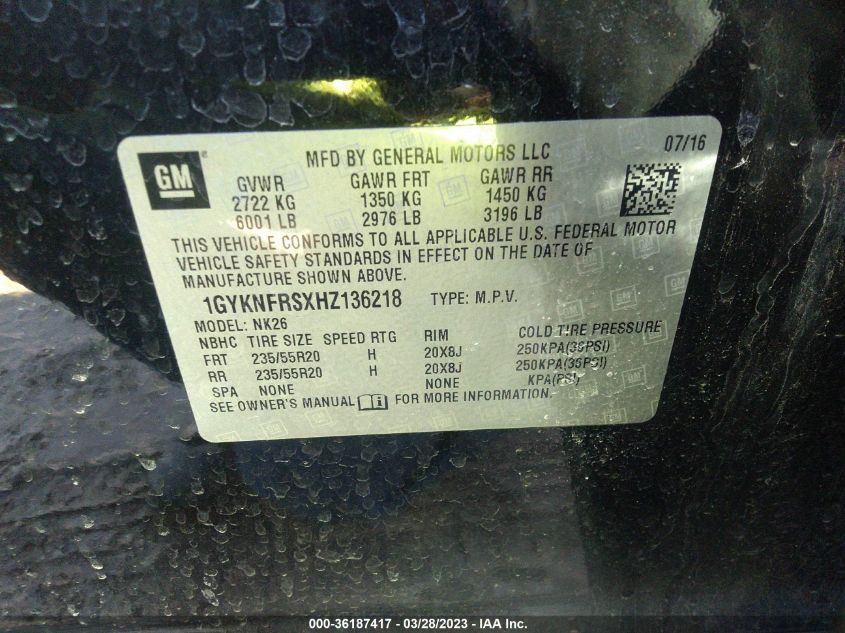 GM
MFD BY GENERAL MOTORS LLC
07/16
GVWR GAWR FRT GAWR RR
2722 KG 1350 KG 1450 KG
6001 LB 2976 LB 3196 LB
THIS VEHICLE CONFORMS TO ALL APPLICABLE U.S. FEDERAL MOTOR
VEHICLE SAFETY STANDARDS IN EFFECT ON THE DATE OF
MANUFACTURE SHOWN ABOVE.
1GYKNFRSXHZ136218 TYPE: M.P.V.
MODEL: NK26
NBHC TIRE SIZE SPEED RTG RIM COLD TIRE PRESSURE
FRT 235/55R20 H 20X8J 250KPA(36PSI)
RR 235/55R20 H 20X8J 250KPA(35PSI)
SPA NONE NONE KPA(PSI)
SEE OWNER'S MANUAL FOR MORE INFORMATION.
000-36187417 - 03/28/2023 - IAA Inc.